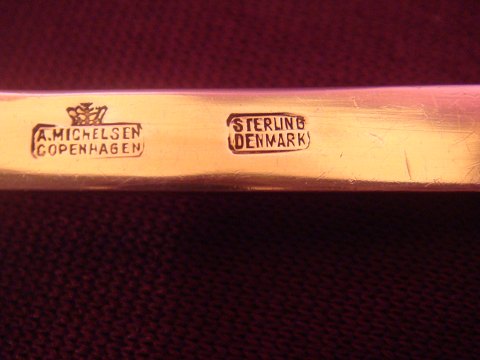 A.MICHELSEN
COPENHAGEN
STERLING
DENMARK